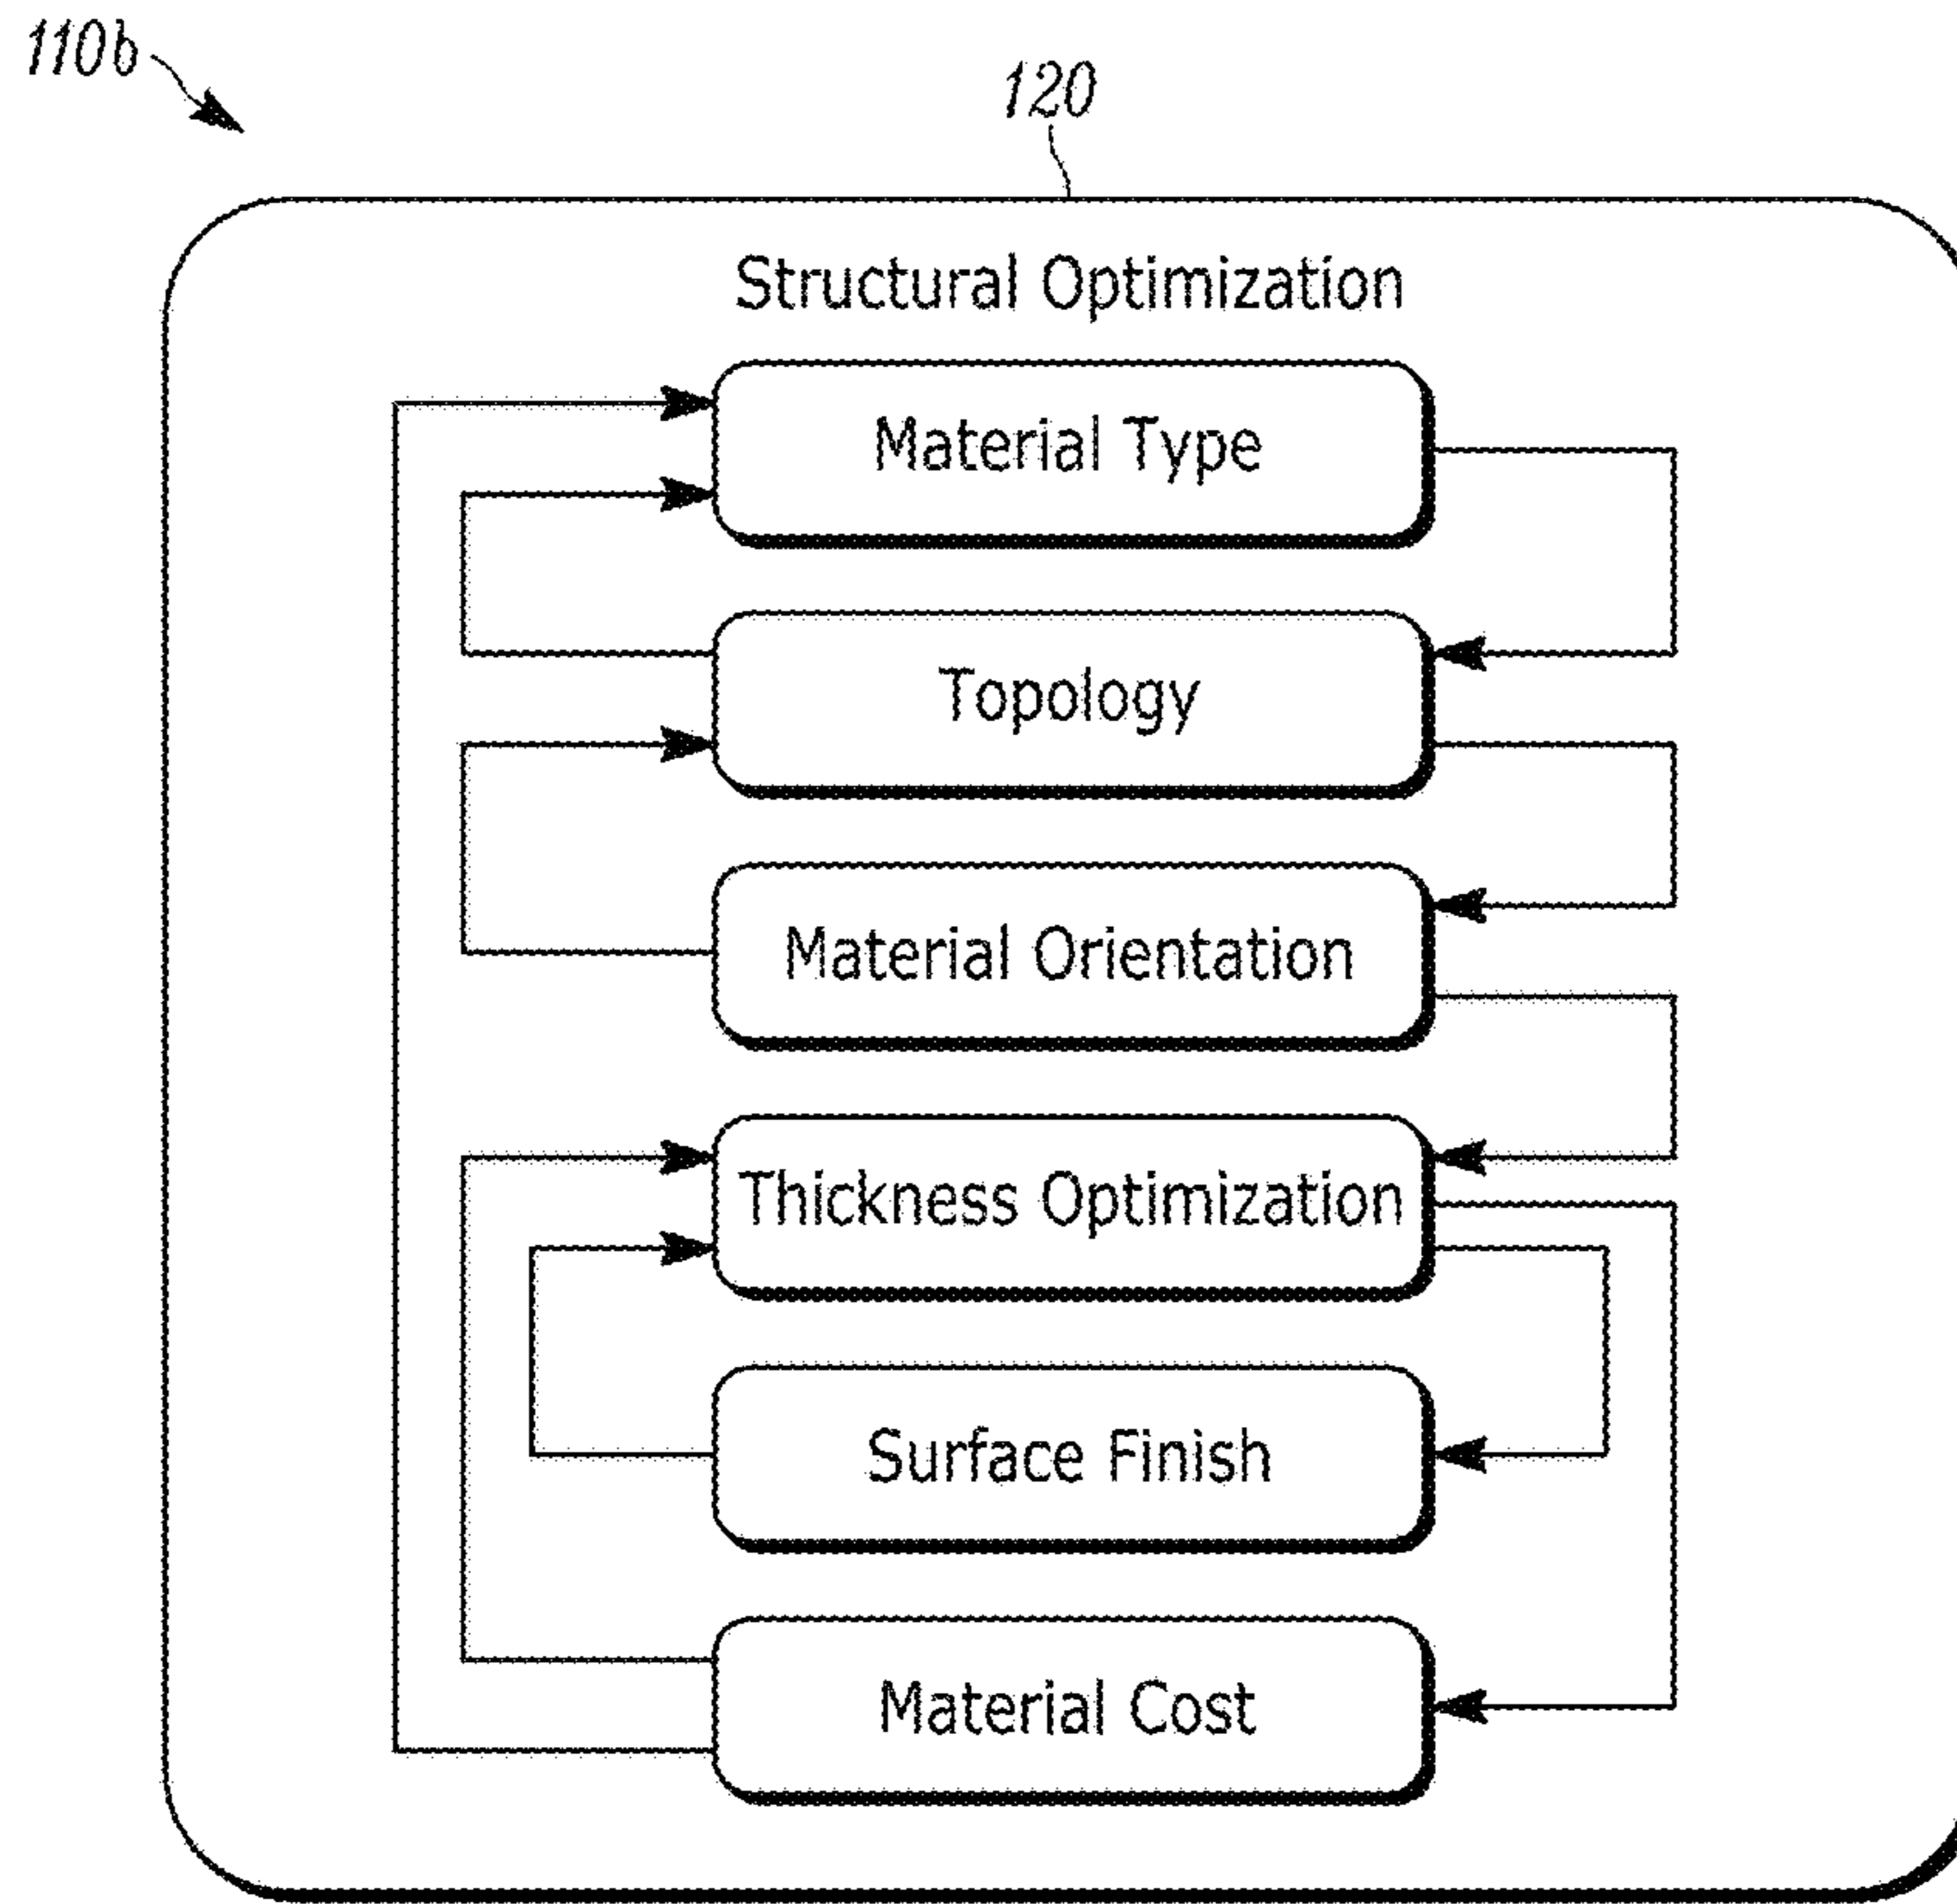 110b
120
Structural Optimization
Material Type
Topology
Material Orientation
Thickness Optimization
Surface Finish
Material Cost